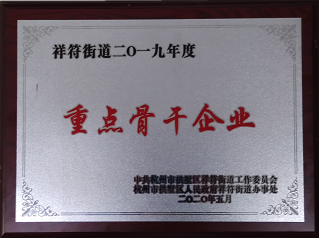 祥符街道二〇一九年度
重点骨干企业
中共杭州市拱墅区祥符街道工作委员会
杭州市拱墅区人民政府祥符街道办事处
二〇二〇年五月